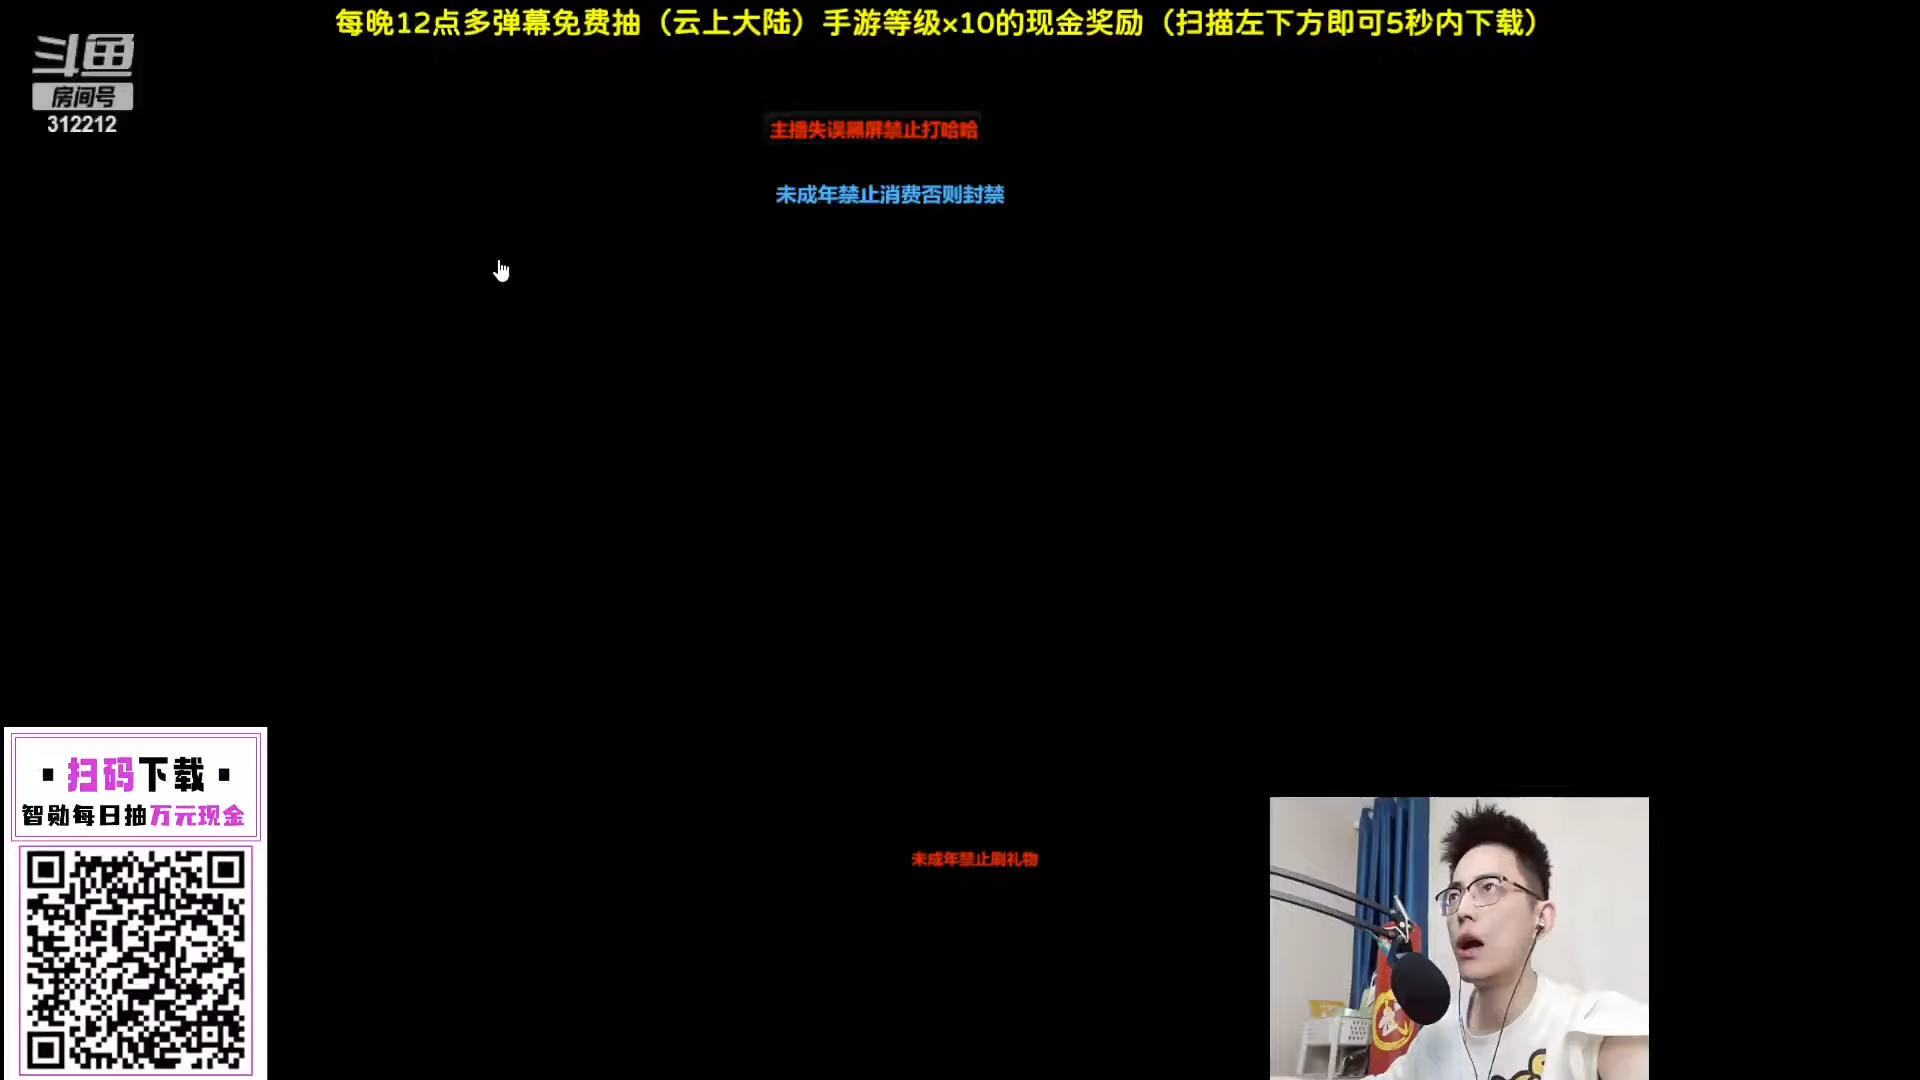 每晚12点多弹幕免费抽（云上大陆）手游等级x10的现金奖励（扫描左下方即可5秒内下载）
斗鱼
房间号
312212
主播失误黑屏禁止打哈哈
未成年禁止消费否则封禁
扫码下载
智勋每日抽万元现金
未成年禁止刷礼物